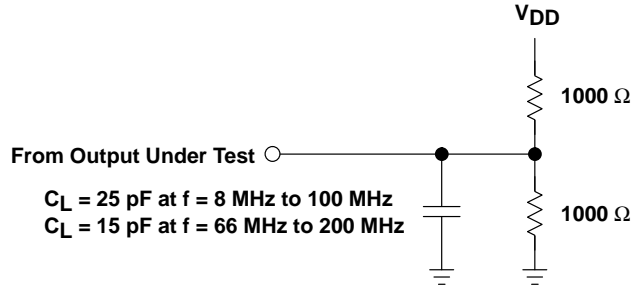 VDD
1000 Ω
From Output Under Test
CL = 25 pF at f = 8 MHz to 100 MHz
CL = 15 pF at f = 66 MHz to 200 MHz
1000 Ω